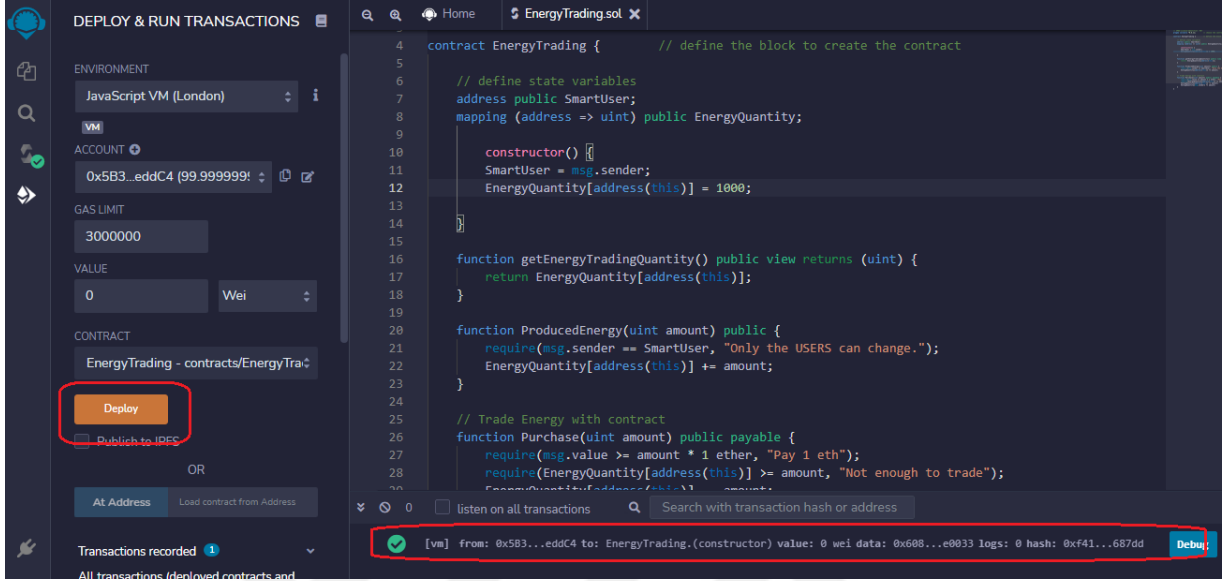 DEPLOY & RUN TRANSACTIONS
ENVIRONMENT
JavaScript VM (London)
VM
ACCOUNT
0x5B3...eddC4 (99.9999999
GAS LIMIT
3000000
VALUE
0 Wei
CONTRACT
EnergyTrading - contracts/EnergyTra
Deploy
Publish to IPFS
OR
At Address Load contract from Address
Transactions recorded 1
All transactions (deployed contracts and
Home EnergyTrading.sol
4 contract EnergyTrading { // define the block to create the contract
5
6 // define state variables
7 address public SmartUser;
8 mapping (address => uint) public EnergyQuantity;
9
10 constructor() {
11 SmartUser = msg.sender;
12 EnergyQuantity[address(this)] = 1000;
13
14 }
15
16 function getEnergyTradingQuantity() public view returns (uint) {
17 return EnergyQuantity[address(this)];
18 }
19
20 function ProducedEnergy(uint amount) public {
21 require(msg.sender == SmartUser, "Only the USERS can change.");
22 EnergyQuantity[address(this)] += amount;
23 }
24
25 // Trade Energy with contract
26 function Purchase(uint amount) public payable {
27 require(msg.value >= amount * 1 ether, "Pay 1 eth");
28 require(EnergyQuantity[address(this)] >= amount, "Not enough to trade");
0 listen on all transactions Search with transaction hash or address
[vm] from: 0x5B3...eddC4 to: EnergyTrading.(constructor) value: 0 wei data: 0x608...e0033 logs: 0 hash: 0xf41...687dd
Debug